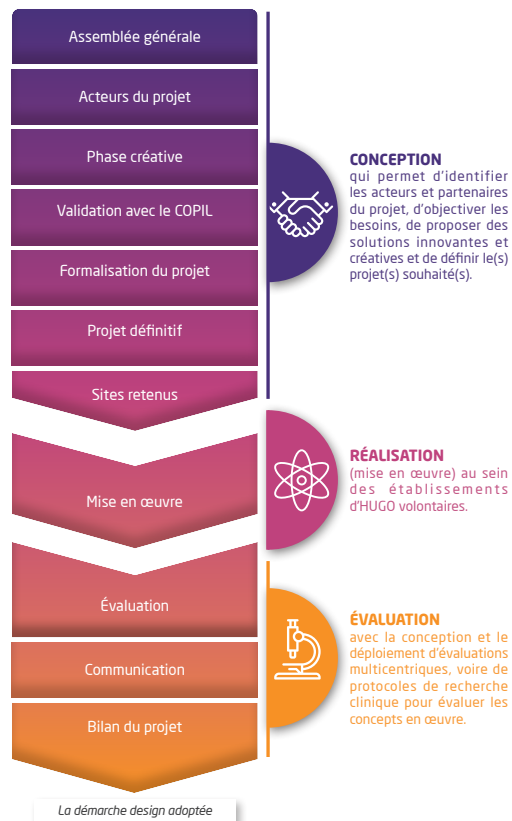 Assemblée générale
Acteurs du projet
Phase créative
Validation avec le COPIL
Formalisation du projet
Projet définitif
Sites retenus
CONCEPTION
qui permet d'identifier
les acteurs et partenaires
du projet, d'objectiver les
besoins, de proposer des
solutions innovantes et
créatives et de définir le(s)
projet(s) souhaité(s).
Mise en œuvre
RÉALISATION
(mise en œuvre) au sein
des établissements
d'HUGO volontaires.
Évaluation
Communication
Bilan du projet
ÉVALUATION
avec la conception et le
déploiement d'évaluations
multicentriques, voire de
protocoles de recherche
clinique pour évaluer les
concepts en œuvre.
La démarche design adoptée